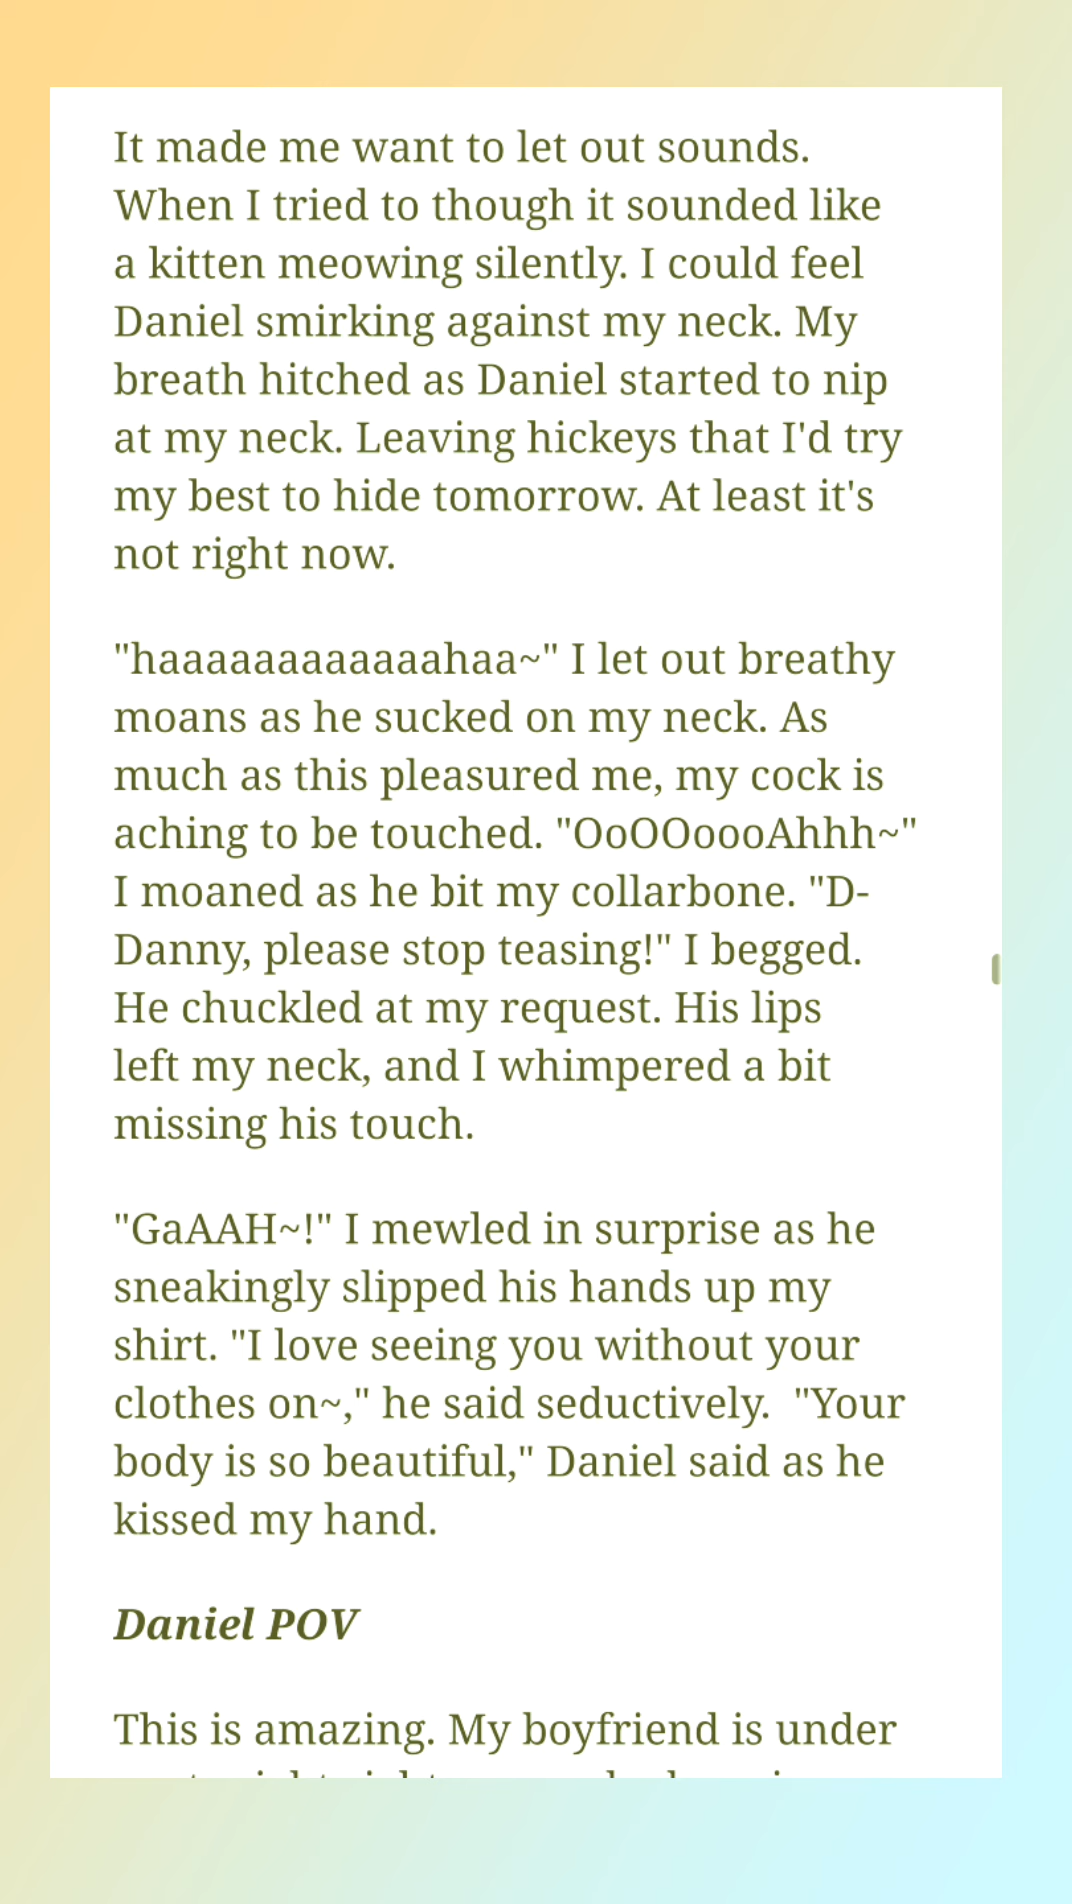 It made me want to let out sounds.
When I tried to though it sounded like
a kitten meowing silently. I could feel
Daniel smirking against my neck. My
breath hitched as Daniel started to nip
at my neck. Leaving hickeys that I'd try
my best to hide tomorrow. At least it's
not right now.
"haaaaaaaaaaaaahaa~" I let out breathy
moans as he sucked on my neck. As
much as this pleasured me, my cock is
aching to be touched. "OoOOoooAhhh~"
I moaned as he bit my collarbone. "D-
Danny, please stop teasing!" I begged.
He chuckled at my request. His lips
left my neck, and I whimpered a bit
missing his touch.
"GaAAH~!" I mewled in surprise as he
sneakingly slipped his hands up my
shirt. "I love seeing you without your
clothes on~," he said seductively.  "Your
body is so beautiful," Daniel said as he
kissed my hand.
Daniel POV
This is amazing. My boyfriend is under